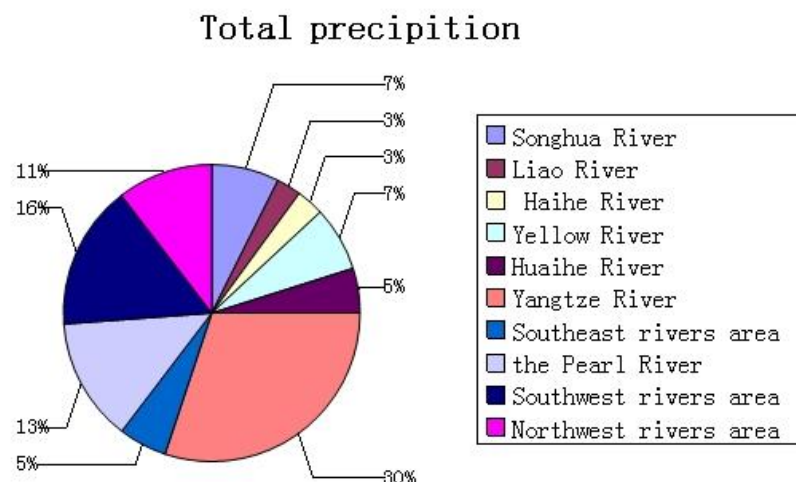 Total precipition
7%
3%
3%
7%
5%
30%
5%
13%
16%
11%
Songhua River
Liao River
Haihe River
Yellow River
Huaihe River
Yangtze River
Southeast rivers area
the Pearl River
Southwest rivers area
Northwest rivers area